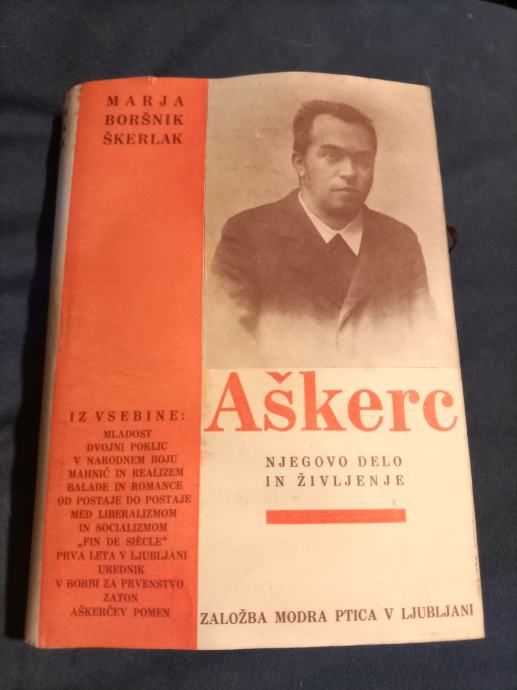 MARJA
BORŠNIK
ŠKERLAK
Aškerc
NJEGOVO DELO
IN ŽIVLJENJE
IZ VSEBINE:
MLADOST
DVOJNI POKLIC
V NARODNEM BOJU
MAHNIČ IN REALIZEM
BALADE IN ROMANCE
OD POSTAJE DO POSTAJE
MED LIBERALIZMOM
IN SOCIALIZMOM
„FIN DE SIÈCLE“
PRVA LETA V LJUBLJANI
UREDNIK
V BORBI ZA PRVENSTVO
ZATON
AŠKERČEV POMEN
ZALOŽBA MODRA PTICA V LJUBLJANI